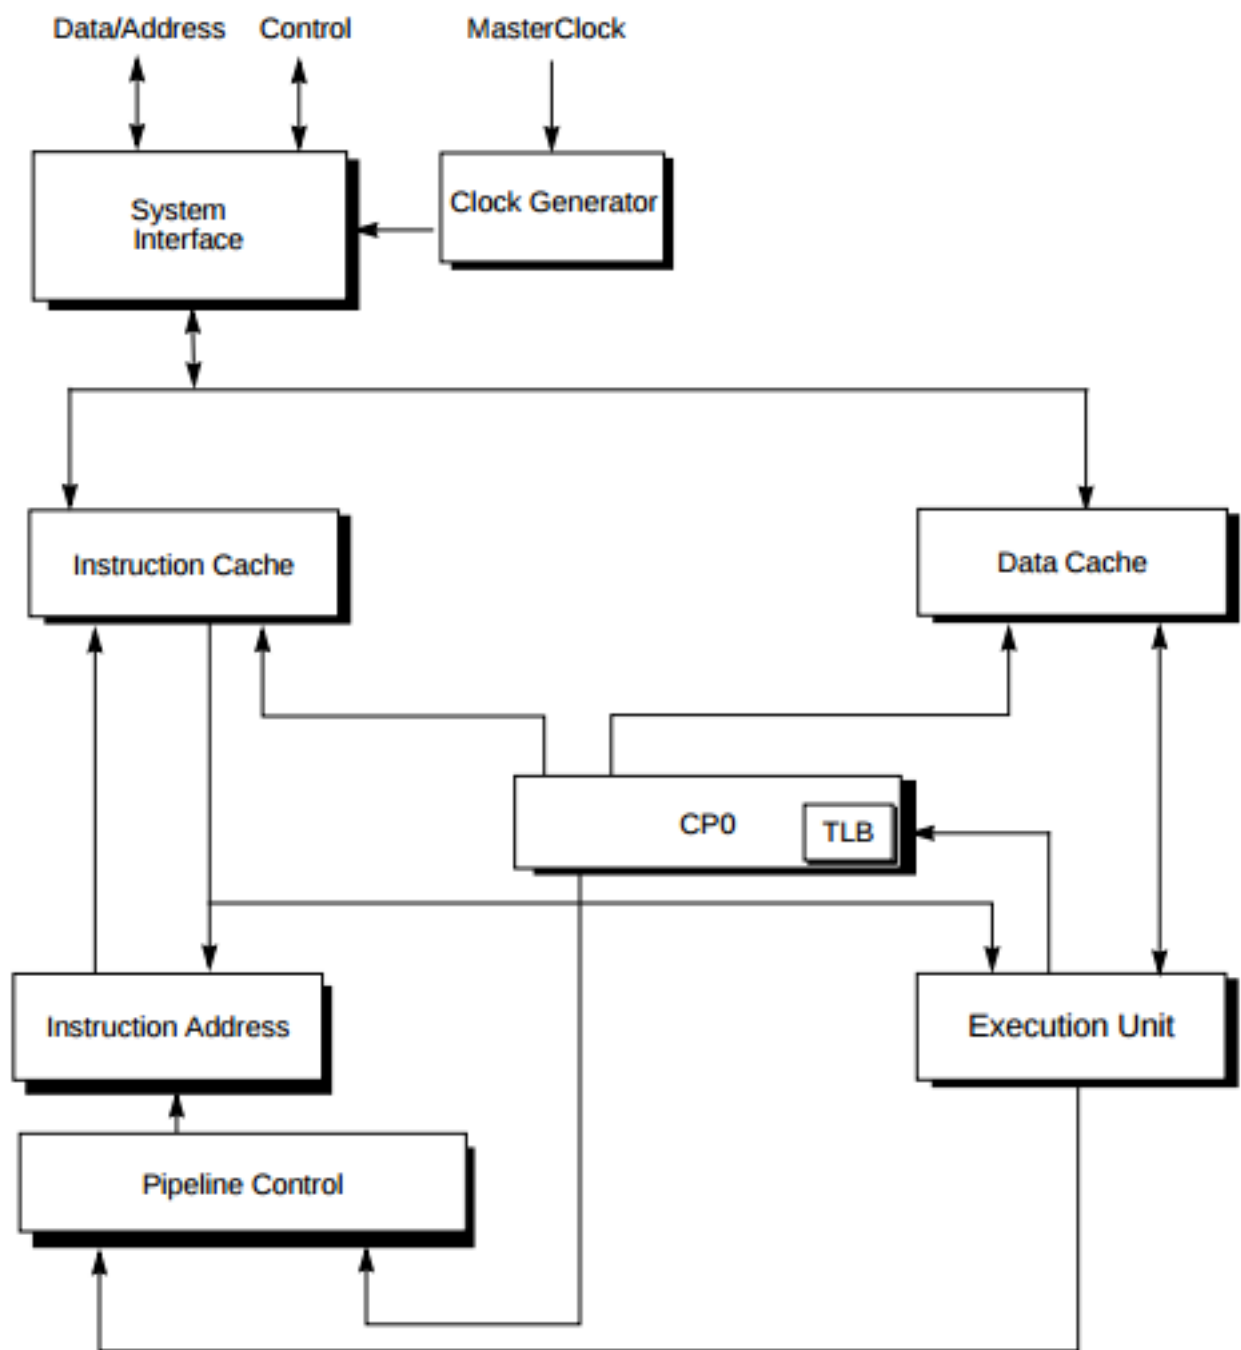 Data/Address
Control
MasterClock
System
Interface
Clock Generator
Instruction Cache
Data Cache
CP0
TLB
Instruction Address
Execution Unit
Pipeline Control